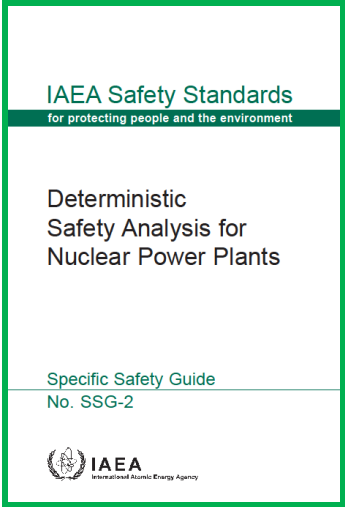 IAEA Safety Standards
for protecting people and the environment
Deterministic
Safety Analysis for
Nuclear Power Plants
Specific Safety Guide
No. SSG-2
IAEA
International Atomic Energy Agency